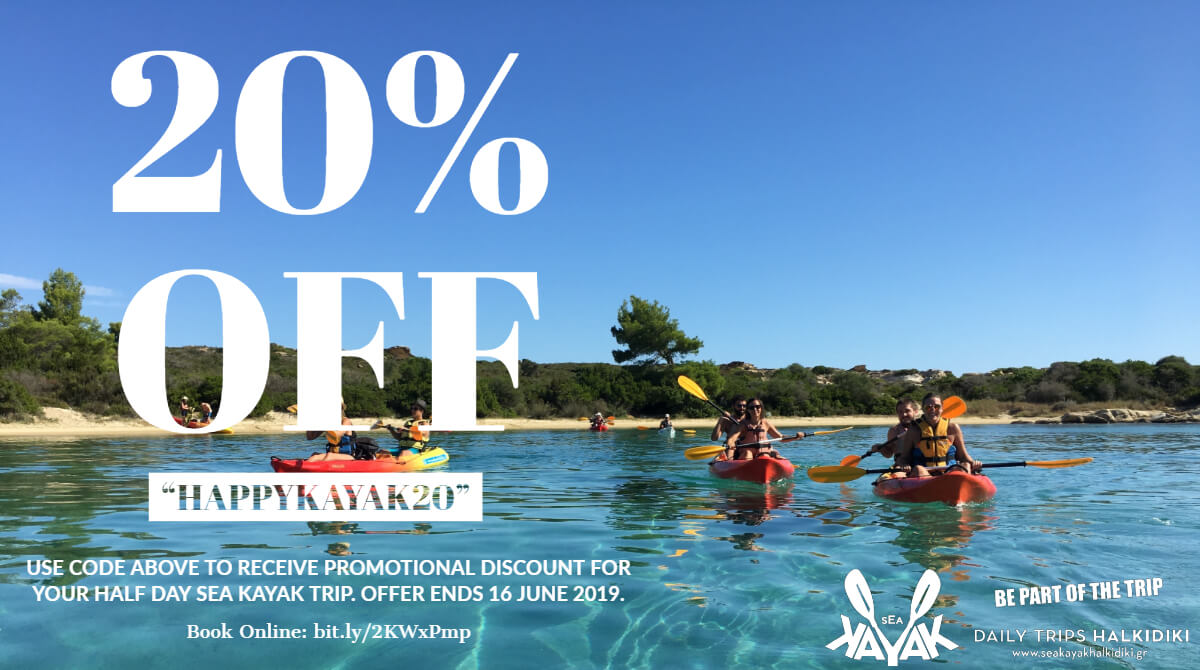 20%
OFF
“HAPPYKAYAK20”
USE CODE ABOVE TO RECEIVE PROMOTIONAL DISCOUNT FOR
YOUR HALF DAY SEA KAYAK TRIP. OFFER ENDS 16 JUNE 2019.
Book Online: bit.ly/2KWxPmp
SEA
KAYAK
BE PART OF THE TRIP
DAILY TRIPS HALKIDIKI
www.seakayakhalkidiki.gr